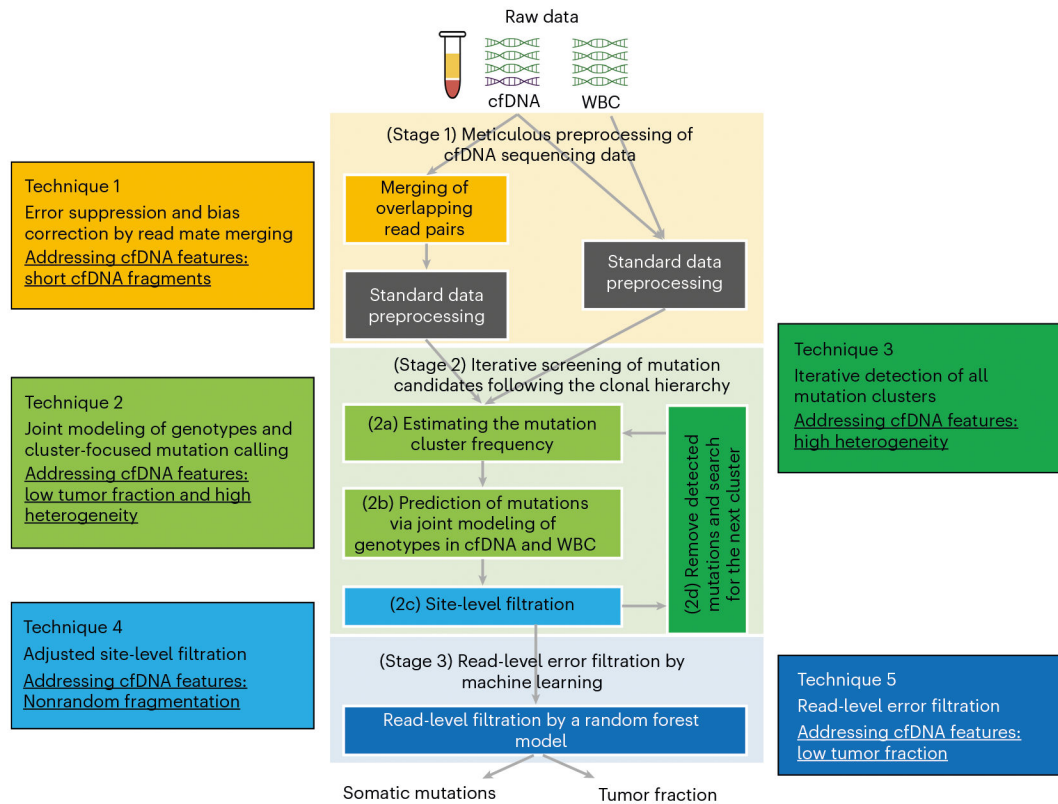 Raw data
cfDNA
WBC
(Stage 1) Meticulous preprocessing of
cfDNA sequencing data
Merging of
overlapping
read pairs
Standard data
preprocessing
Standard data
preprocessing
Technique 1
Error suppression and bias
correction by read mate merging
Addressing cfDNA features:
short cfDNA fragments
(Stage 2) Iterative screening of mutation
candidates following the clonal hierarchy
(2a) Estimating the mutation
cluster frequency
(2b) Prediction of mutations
via joint modeling of
genotypes in cfDNA and WBC
(2c) Site-level filtration
(2d) Remove detected
mutations and search
for the next cluster
Technique 2
Joint modeling of genotypes and
cluster-focused mutation calling
Addressing cfDNA features:
low tumor fraction and high
heterogeneity
Technique 3
Iterative detection of all
mutation clusters
Addressing cfDNA features:
high heterogeneity
Technique 4
Adjusted site-level filtration
Addressing cfDNA features:
Nonrandom fragmentation
(Stage 3) Read-level error filtration by
machine learning
Read-level filtration by a random forest
model
Technique 5
Read-level error filtration
Addressing cfDNA features:
low tumor fraction
Somatic mutations
Tumor fraction